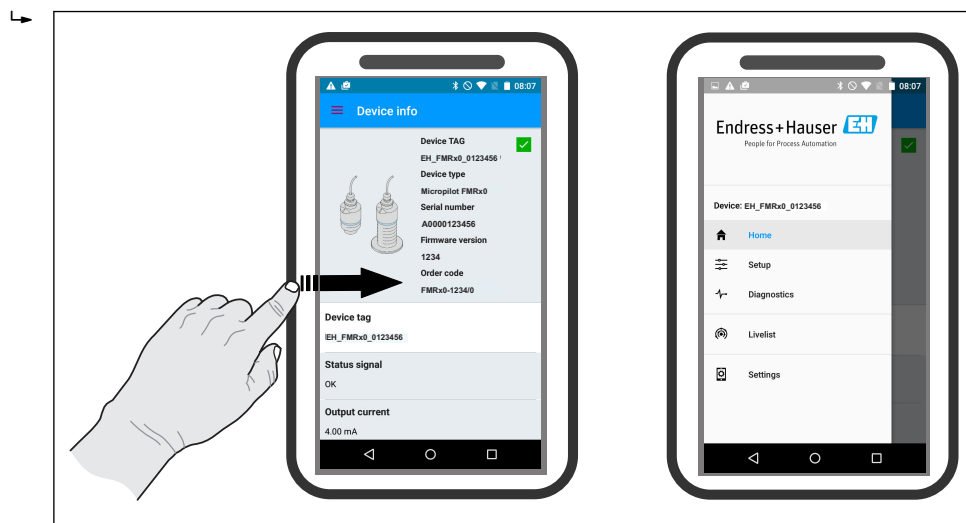 08:07
Device info
Device TAG
EH_FMRx0_0123456
Device type
Micropilot FMRx0
Serial number
A0000123456
Firmware version
1234
Order code
FMRx0-1234/0
Device tag
EH_FMRx0_0123456
Status signal
OK
Output current
4.00 mA
08:07
Endress+Hauser EH
People for Process Automation
Device: EH_FMRx0_0123456
Home
Setup
Diagnostics
Livelist
Settings